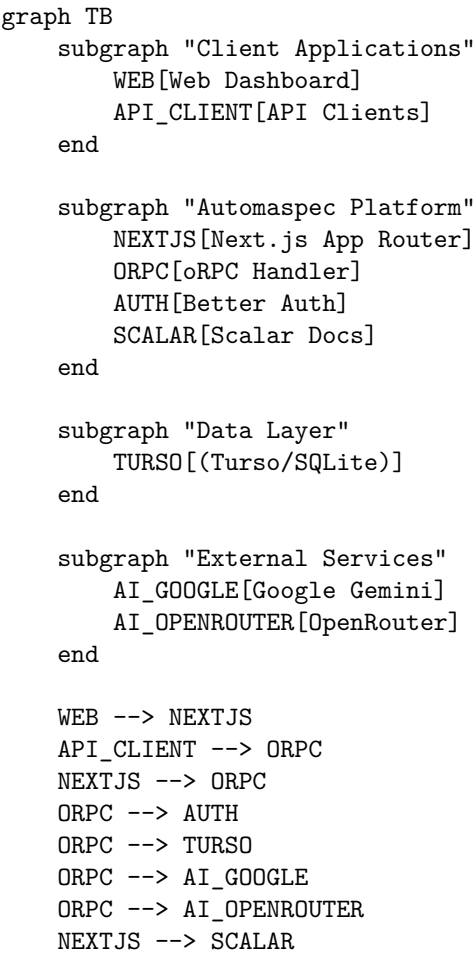 graph TB
    subgraph "Client Applications"
        WEB[Web Dashboard]
        API_CLIENT[API Clients]
    end

    subgraph "Automaspec Platform"
        NEXTJS[Next.js App Router]
        ORPC[oRPC Handler]
        AUTH[Better Auth]
        SCALAR[Scalar Docs]
    end

    subgraph "Data Layer"
        TURSO[(Turso/SQLite)]
    end

    subgraph "External Services"
        AI_GOOGLE[Google Gemini]
        AI_OPENROUTER[OpenRouter]
    end

    WEB --> NEXTJS
    API_CLIENT --> ORPC
    NEXTJS --> ORPC
    ORPC --> AUTH
    ORPC --> TURSO
    ORPC --> AI_GOOGLE
    ORPC --> AI_OPENROUTER
    NEXTJS --> SCALAR